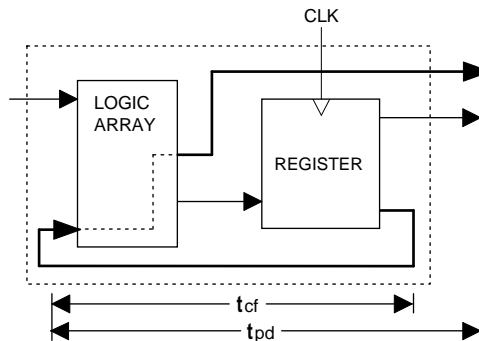 CLK
LOGIC
ARRAY
REGISTER
tcf
tpd